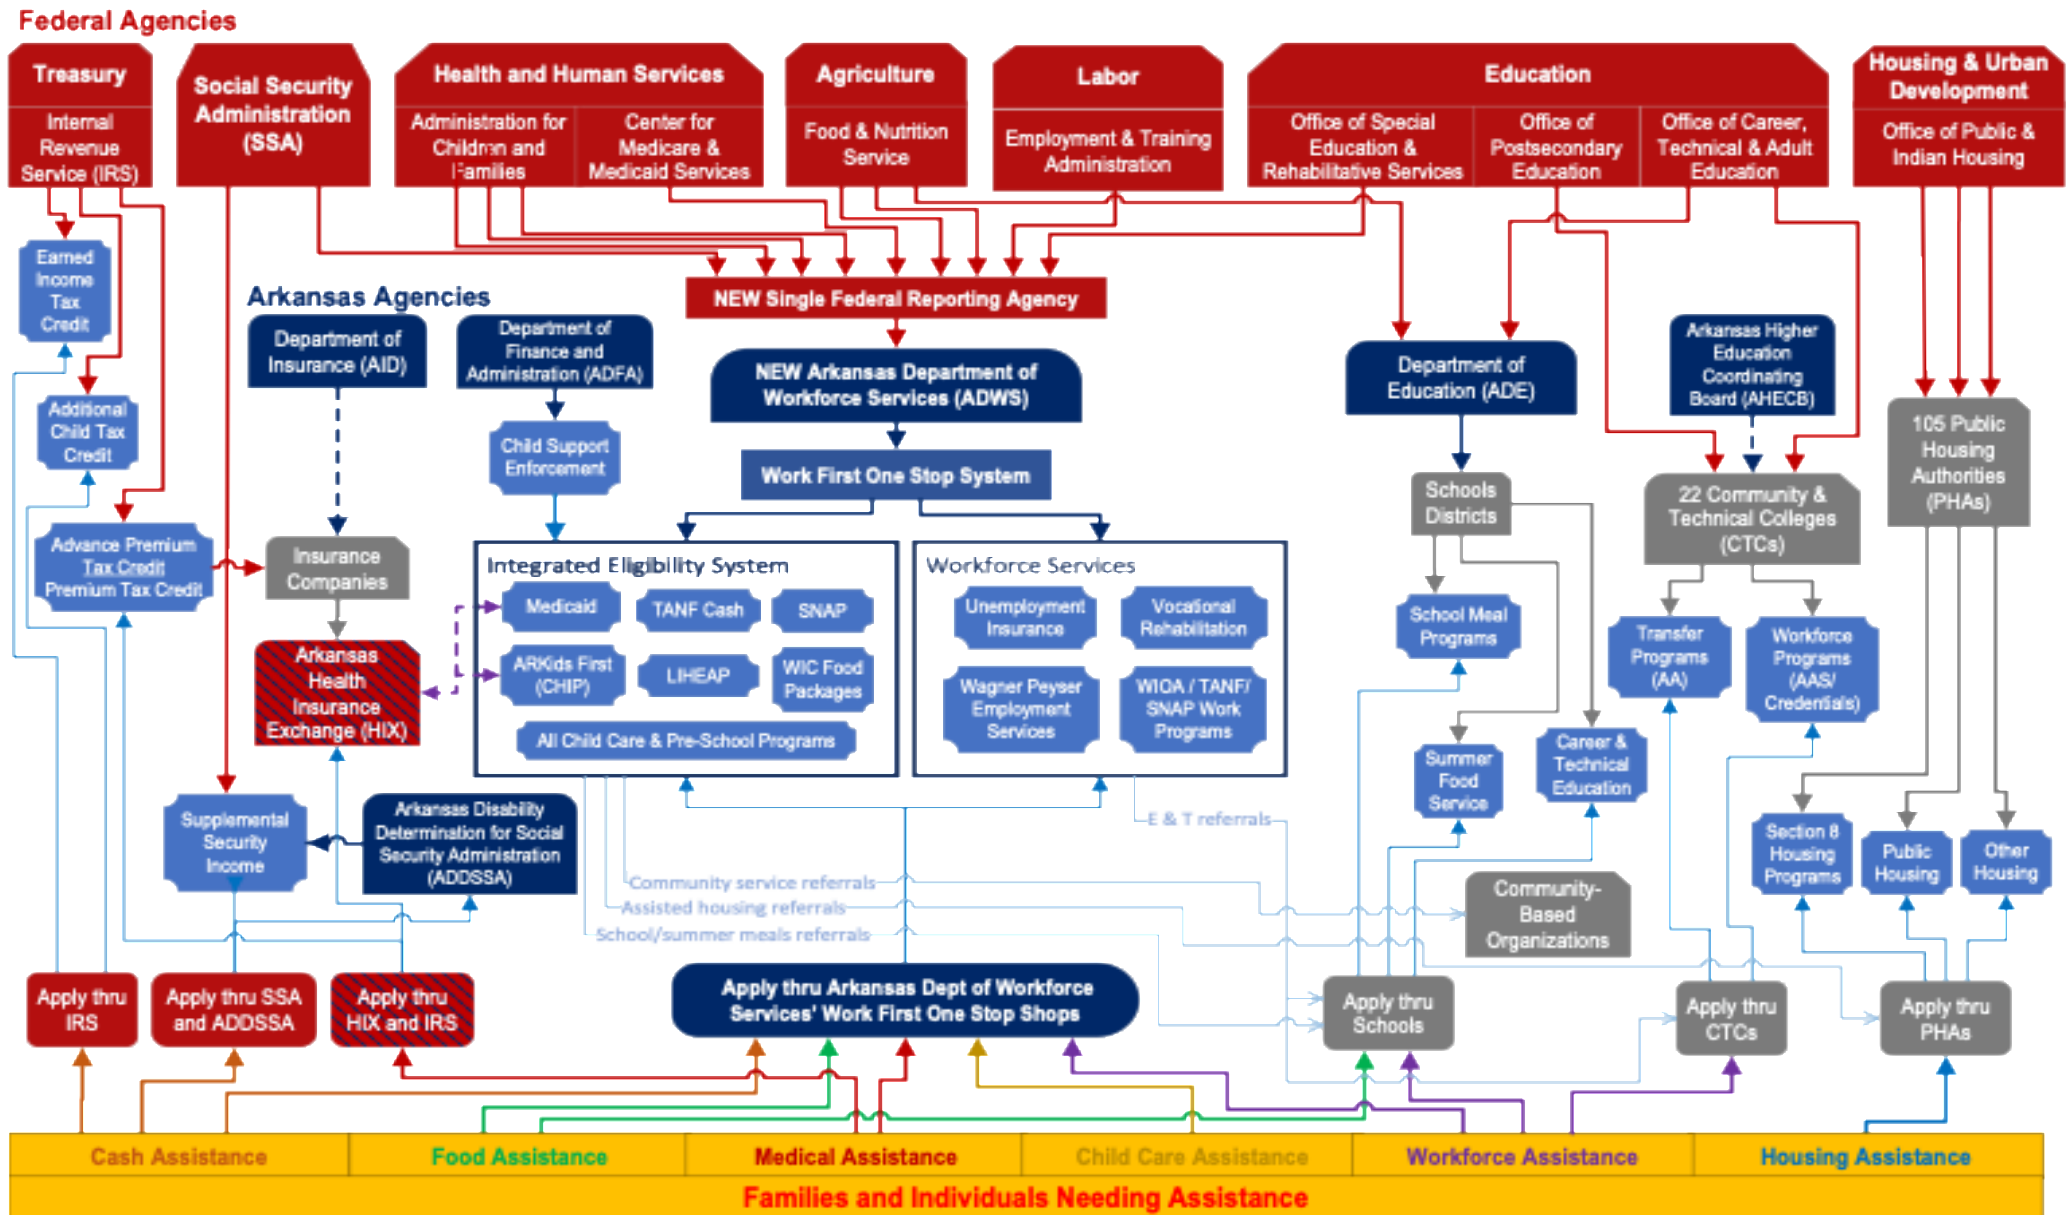 Federal Agencies
Treasury
Internal
Revenue
Service (IRS)
Social Security
Administration
(SSA)
Health and Human Services
Administration for
Children and
Families
Center for
Medicare &
Medicaid Services
Agriculture
Food & Nutrition
Service
Labor
Employment & Training
Administration
Education
Office of Special
Education &
Rehabilitative Services
Office of
Postsecondary
Education
Office of Career,
Technical & Adult
Education
Housing & Urban
Development
Office of Public &
Indian Housing
Earned
Income
Tax
Credit
Additional
Child Tax
Credit
Advance Premium
Tax Credit
Premium Tax Credit
Arkansas Agencies
Department of
Insurance (AID)
Department of
Finance and
Administration (ADFA)
NEW Single Federal Reporting Agency
NEW Arkansas Department of
Workforce Services (ADWS)
Work First One Stop System
Child Support
Enforcement
Department of
Education (ADE)
Arkansas Higher
Education
Coordinating
Board (AHECB)
105 Public
Housing
Authorities
(PHAs)
Schools
Districts
22 Community &
Technical Colleges
(CTCs)
Insurance
Companies
Arkansas
Health
Insurance
Exchange (HIX)
Integrated Eligibility System
Medicaid
TANF Cash
SNAP
ARKids First
(CHIP)
LIHEAP
WIC Food
Packages
All Child Care & Pre-School Programs
Workforce Services
Unemployment
Insurance
Vocational
Rehabilitation
Wagner Peyser
Employment
Services
WIOA / TANF/
SNAP Work
Programs
School Meal
Programs
Transfer
Programs
(AA)
Workforce
Programs
(AAS/
Credentials)
Summer
Food
Service
Career &
Technical
Education
Supplemental
Security
Income
Arkansas Disability
Determination for Social
Security Administration
(ADDSSA)
E & T referrals
Community service referrals
Assisted housing referrals
School/summer meals referrals
Section 8
Housing
Programs
Public
Housing
Other
Housing
Community-
Based
Organizations
Apply thru
IRS
Apply thru SSA
and ADDSSA
Apply thru
HIX and IRS
Apply thru Arkansas Dept of Workforce
Services' Work First One Stop Shops
Apply thru
Schools
Apply thru
CTCs
Apply thru
PHAs
Cash Assistance
Food Assistance
Medical Assistance
Child Care Assistance
Workforce Assistance
Housing Assistance
Families and Individuals Needing Assistance